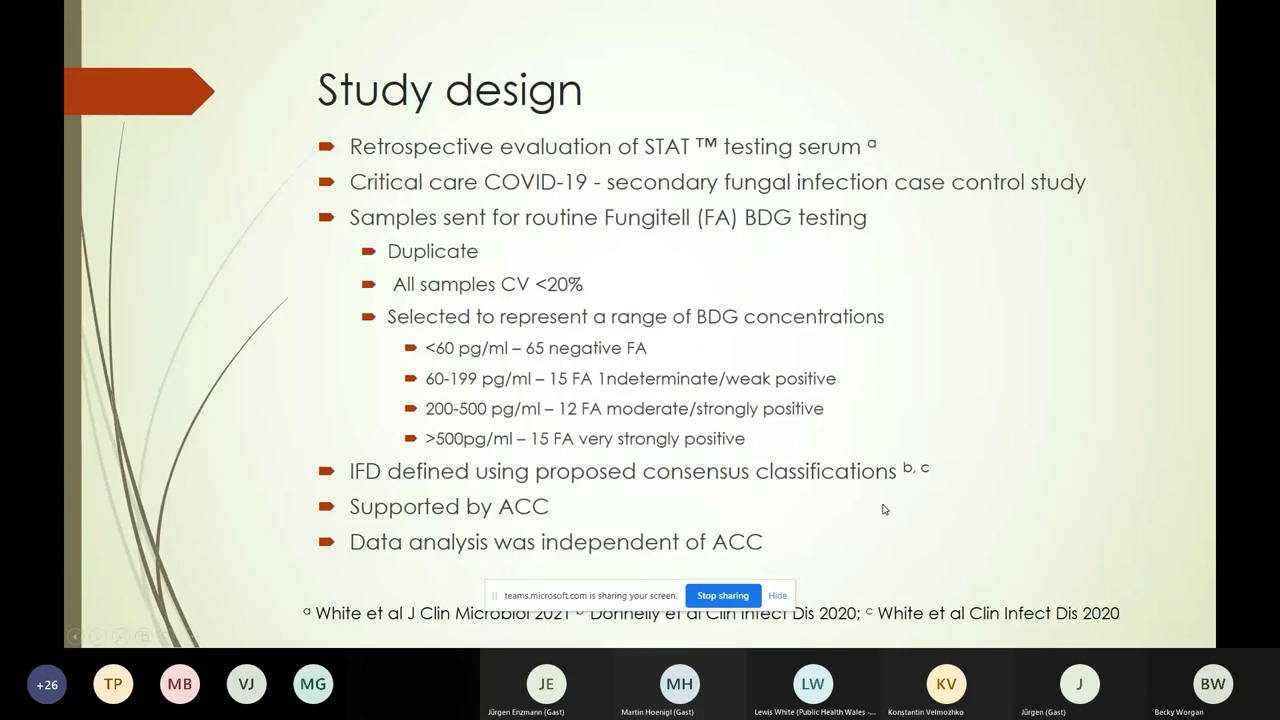 Study design
Retrospective evaluation of STAT ™ testing serum ª
Critical care COVID-19 - secondary fungal infection case control study
Samples sent for routine Fungitell (FA) BDG testing
Duplicate
All samples CV <20%
Selected to represent a range of BDG concentrations
<60 pg/ml – 65 negative FA
60-199 pg/ml – 15 FA 1ndeterminate/weak positive
200-500 pg/ml – 12 FA moderate/strongly positive
>500pg/ml – 15 FA very strongly positive
IFD defined using proposed consensus classifications ᵇ, ᶜ
Supported by ACC
Data analysis was independent of ACC
teams.microsoft.com is sharing your screen. Stop sharing Hide
ª White et al J Clin Microbiol 2021 ᵇ Donnelly et al Clin Infect Dis 2020; ᶜ White et al Clin Infect Dis 2020
+26 TP MB VJ MG JE MH LW KV J BW
Jürgen Enzmann (Gast) Martin Hoenigl (Gast) Lewis White (Public Health Wales -... Konstantin Velmozhko Jürgen (Gast) Becky Worgan